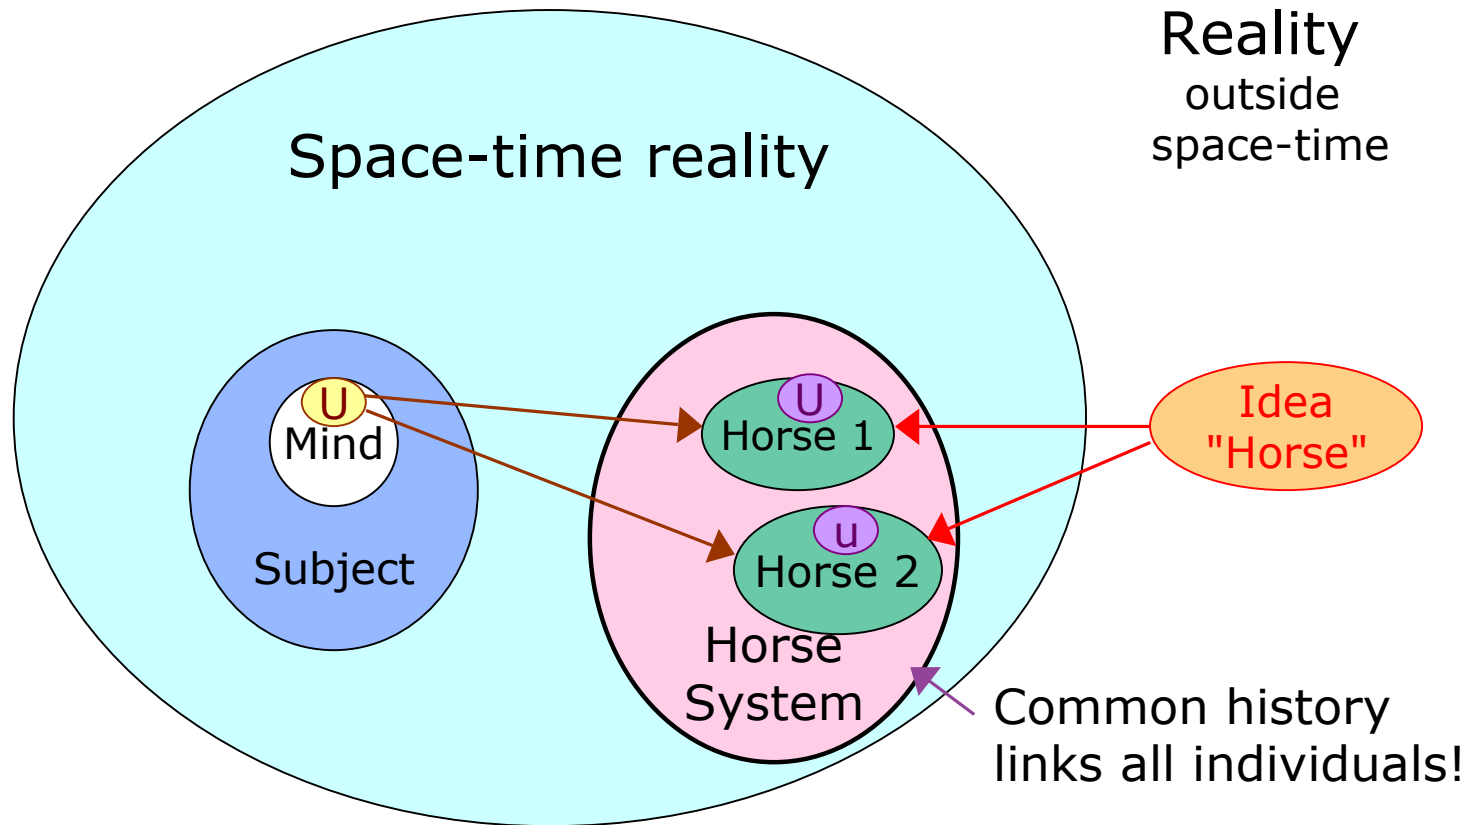 Reality
outside
space-time
Space-time reality
U
Mind
Subject
U
Horse 1
u
Horse 2
Horse
System
Idea
"Horse"
Common history
links all individuals!